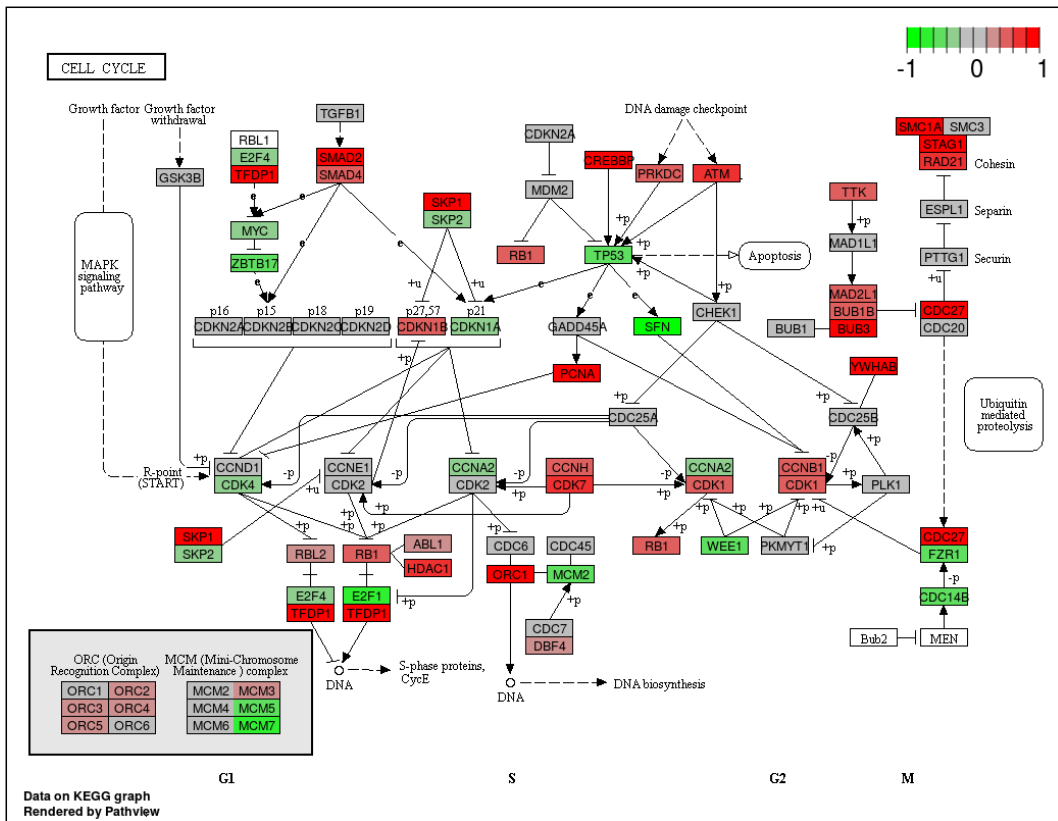 CELL CYCLE
-1 0 1
Growth factor
Growth factor
withdrawal
TGFB1
DNA damage checkpoint
RBL1
E2F4
TFDP1
SMAD2
SMAD4
GSK3B
CDKN2A
MDM2
CREBBP
PRKDC
ATM
SMC1A
SMC3
STAG1
RAD21
Cohesin
TTK
+p
ESPL1
Separin
MAD1L1
PTTG1
Securin
+u
SKP1
SKP2
e
e
MYC
ZBTB17
e
e
RB1
+p
+p
TP53
Apoptosis
MAPK
signaling
pathway
+u
+u
e
e
e
+p
p16
p15
p18
p19
p27,57
p21
CDKN2A
CDKN2B
CDKN2C
CDKN2D
CDKN1B
CDKN1A
GADD45A
SFN
CHEK1
MAD2L1
BUB1B
BUB3
BUB1
CDC27
CDC20
+p
PCNA
+p
+p
YWHAB
CDC25A
CDC25B
Ubiquitin
mediated
proteolysis
R-point
(START)
+p
CCND1
CDK4
-p
+u
CCNE1
CDK2
-p
CCNA2
CDK2
-p
+p
CCNH
CDK7
-p
+p
CCNA2
CDK1
CCNB1
CDK1
-p
+p
+p
PLK1
SKP1
SKP2
+p
+p
+p
+p
+p
+p
+p
+p
+u
+p
RBL2
RB1
ABL1
HDAC1
CDC6
CDC45
RB1
WEE1
PKMYT1
CDC27
FZR1
ORC1
MCM2
-p
CDC14B
E2F4
TFDP1
E2F1
TFDP1
+p
+p
CDC7
DBF4
Bub2
MEN
DNA
S-phase proteins,
CycE
DNA
DNA biosynthesis
ORC (Origin
Recognition Complex)
MCM (Mini-Chromosome
Maintenance ) complex
ORC1 ORC2 MCM2 MCM3
ORC3 ORC4 MCM4 MCM5
ORC5 ORC6 MCM6 MCM7
G1 S G2 M
Data on KEGG graph
Rendered by Pathview